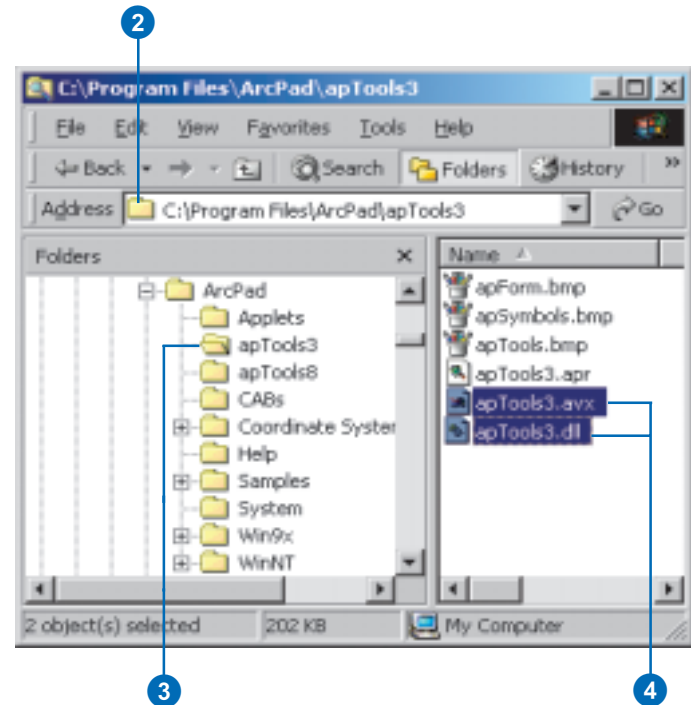 2
C:\Program Files\ArcPad\apTools3
File Edit View Favorites Tools Help
Back Search Folders History »
Address C:\Program Files\ArcPad\apTools3 Go
Folders
ArcPad
Applets
apTools3
apTools8
CABs
Coordinate System
Help
Samples
System
Win9x
WinNT
Name
apForm.bmp
apSymbols.bmp
apTools.bmp
apTools3.apr
apTools3.avx
apTools3.dll
2 object(s) selected 202 KB My Computer
3 4